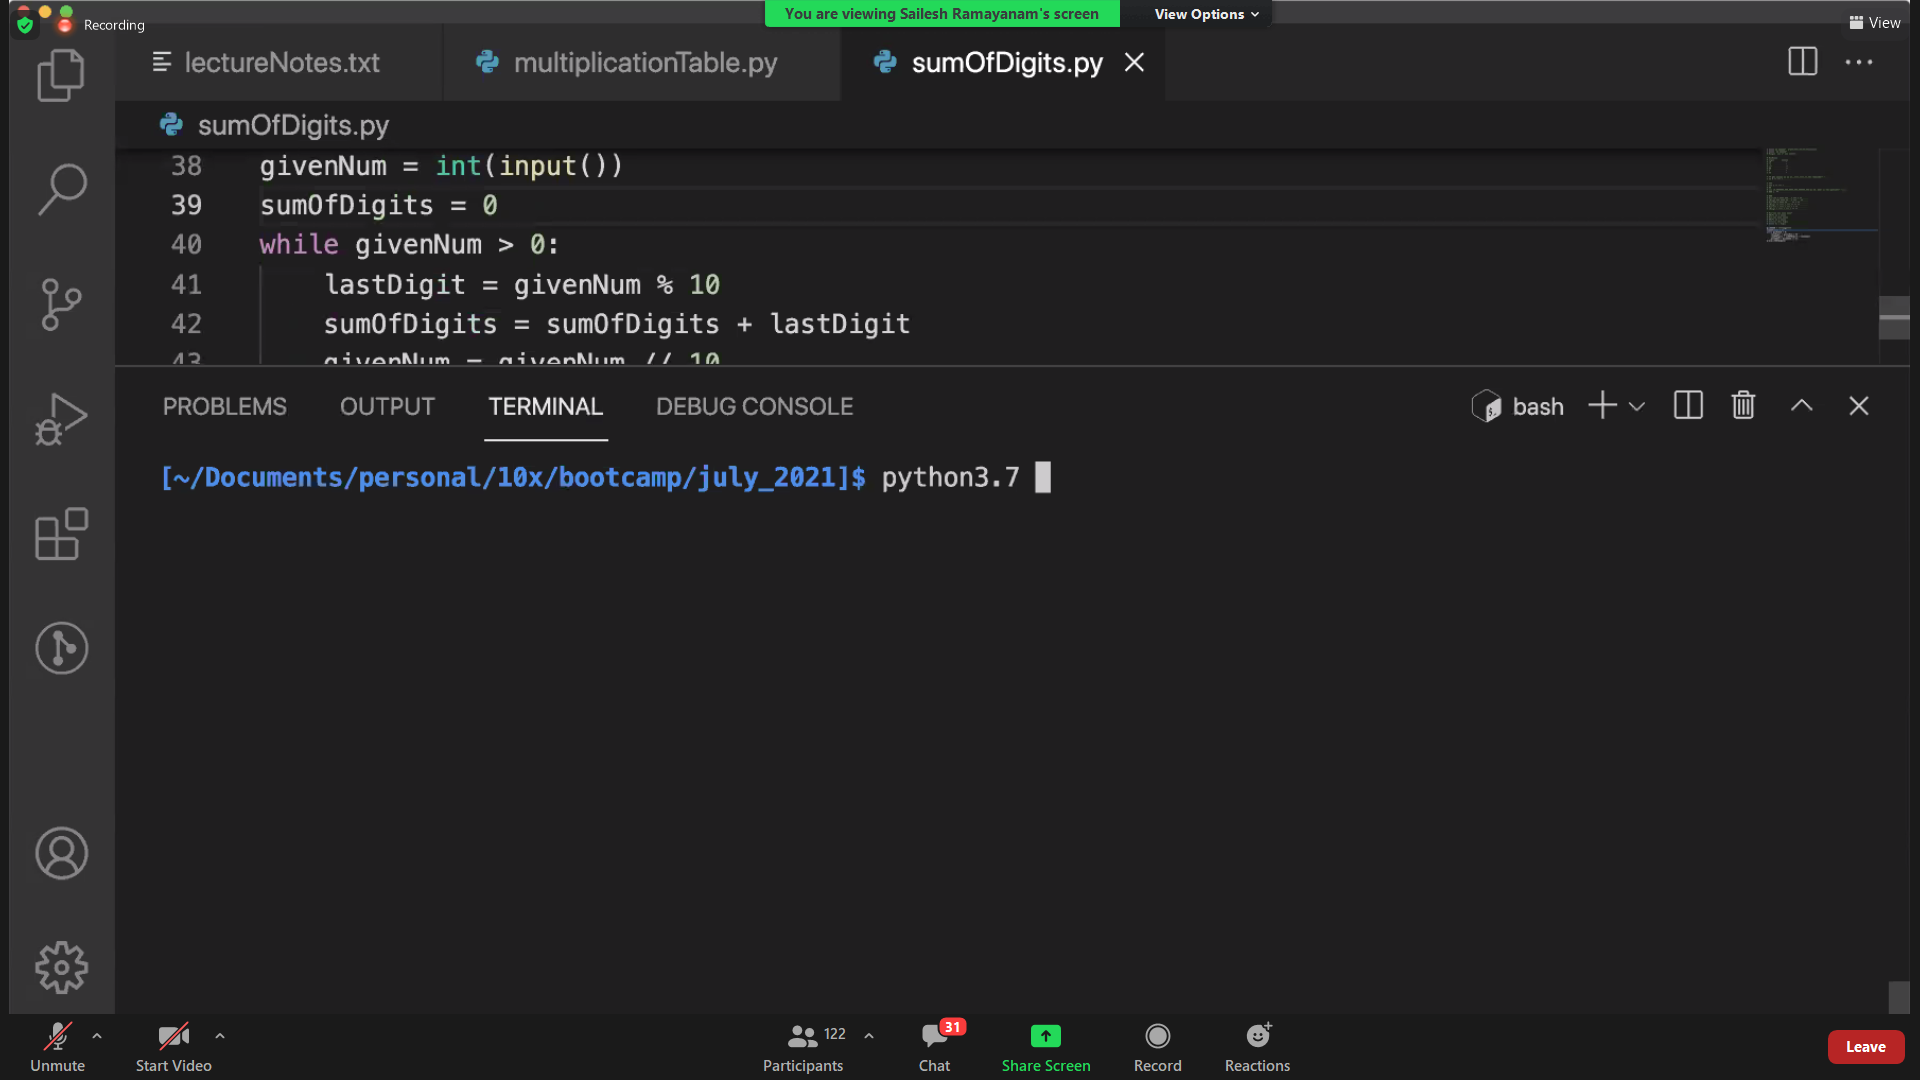 Recording
You are viewing Sailesh Ramayanam's screen
View Options
View
lectureNotes.txt
multiplicationTable.py
sumOfDigits.py
sumOfDigits.py
38 givenNum = int(input())
39 sumOfDigits = 0
40 while givenNum > 0:
41 lastDigit = givenNum % 10
42 sumOfDigits = sumOfDigits + lastDigit
43 givenNum = givenNum // 10
PROBLEMS
OUTPUT
TERMINAL
DEBUG CONSOLE
bash
[~/Documents/personal/10x/bootcamp/july_2021]$ python3.7
Unmute
Start Video
122
Participants
31
Chat
Share Screen
Record
Reactions
Leave